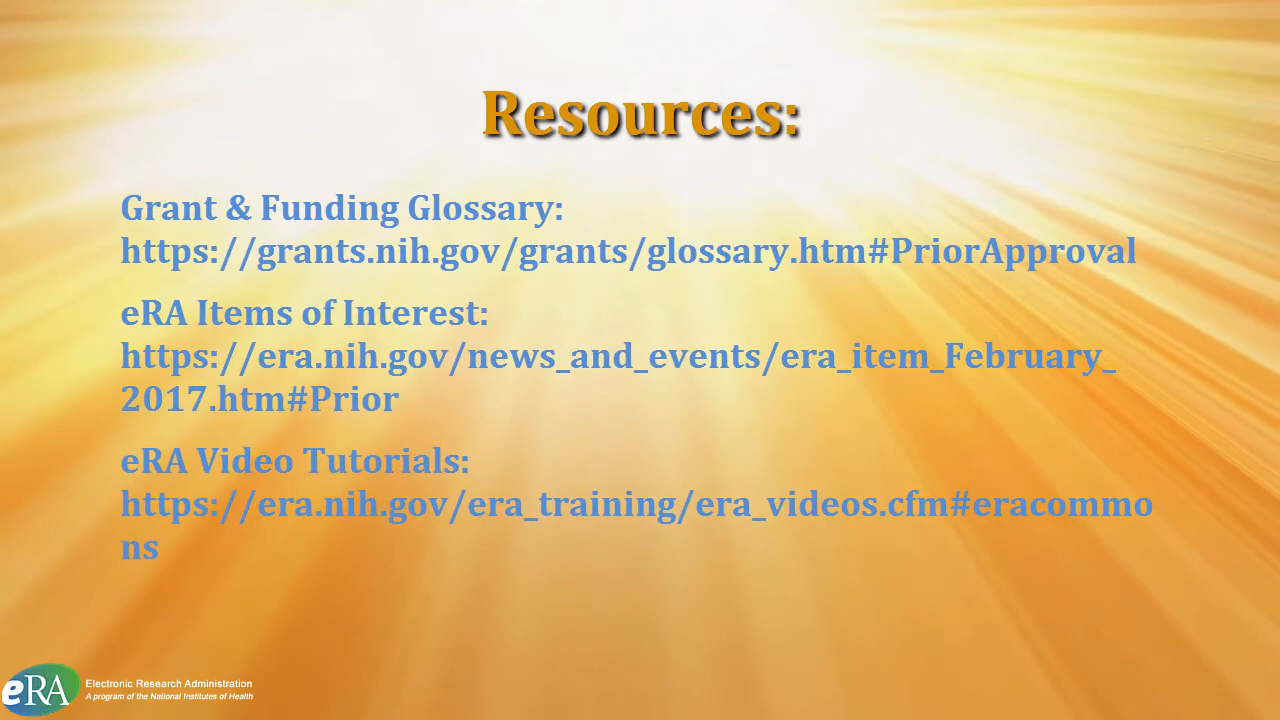 Resources:
Grant & Funding Glossary:
https://grants.nih.gov/grants/glossary.htm#PriorApproval
eRA Items of Interest:
https://era.nih.gov/news_and_events/era_item_February_
2017.htm#Prior
eRA Video Tutorials:
https://era.nih.gov/era_training/era_videos.cfm#eracommo
ns
eRA
Electronic Research Administration
A program of the National Institutes of Health